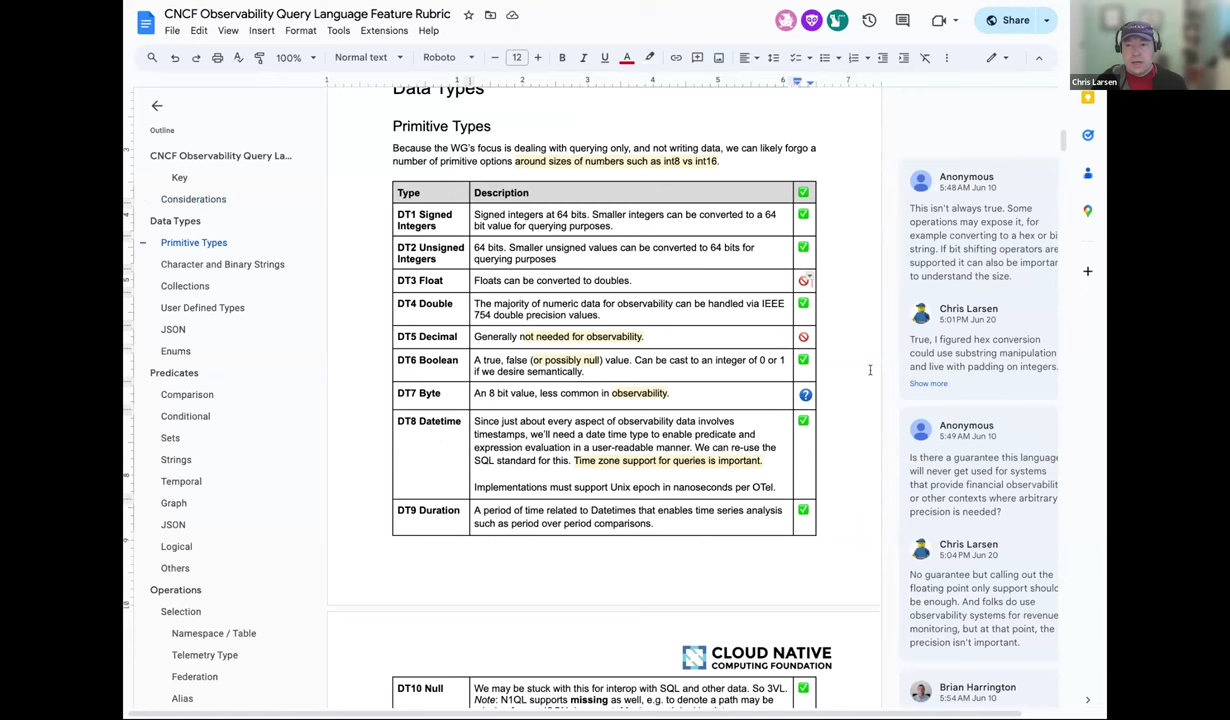 CNCF Observability Query Language Feature Rubric
File Edit View Insert Format Tools Extensions Help
Share
Chris Larsen
100% Normal text Roboto 12 B I U A
1 1 2 3 4 5 6 7
Outline
CNCF Observability Query La...
Key
Considerations
Data Types
Primitive Types
Character and Binary Strings
Collections
User Defined Types
JSON
Enums
Predicates
Comparison
Conditional
Sets
Strings
Temporal
Graph
JSON
Logical
Others
Operations
Selection
Namespace / Table
Telemetry Type
Federation
Alias
Data Types
Primitive Types
Because the WG's focus is dealing with querying only, and not writing data, we can likely forgo a
number of primitive options around sizes of numbers such as int8 vs int16.
Type Description
DT1 Signed
Integers
Signed integers at 64 bits. Smaller integers can be converted to a 64
bit value for querying purposes.
DT2 Unsigned
Integers
64 bits. Smaller unsigned values can be converted to 64 bits for
querying purposes
DT3 Float Floats can be converted to doubles.
DT4 Double The majority of numeric data for observability can be handled via IEEE
754 double precision values.
DT5 Decimal Generally not needed for observability.
DT6 Boolean A true, false (or possibly null) value. Can be cast to an integer of 0 or 1
if we desire semantically.
DT7 Byte An 8 bit value, less common in observability.
DT8 Datetime Since just about every aspect of observability data involves
timestamps, we'll need a date time type to enable predicate and
expression evaluation in a user-readable manner. We can re-use the
SQL standard for this. Time zone support for queries is important.
Implementations must support Unix epoch in nanoseconds per OTel.
DT9 Duration A period of time related to Datetimes that enables time series analysis
such as period over period comparisons.
CLOUD NATIVE
COMPUTING FOUNDATION
DT10 Null We may be stuck with this for interop with SQL and other data. So 3VL.
Note: N1QL supports missing as well, e.g. to denote a path may be
Anonymous
5:48 AM Jun 10
This isn't always true. Some
operations may expose it, for
example converting to a hex or bi
string. If bit shifting operators are
supported it can also be importan
to understand the size.
Chris Larsen
5:01 PM Jun 20
True, I figured hex conversion
could use substring manipulation
and live with padding on integers.
Show more
Anonymous
5:49 AM Jun 10
Is there a guarantee this language
will never get used for systems
that provide financial observabilit
or other contexts where arbitrary
precision is needed?
Chris Larsen
5:04 PM Jun 20
No guarantee but calling out the
floating point only support should
be enough. And folks do use
observability systems for revenue
monitoring, but at that point, the
precision isn't important.
Brian Harrington
5:54 AM Jun 10